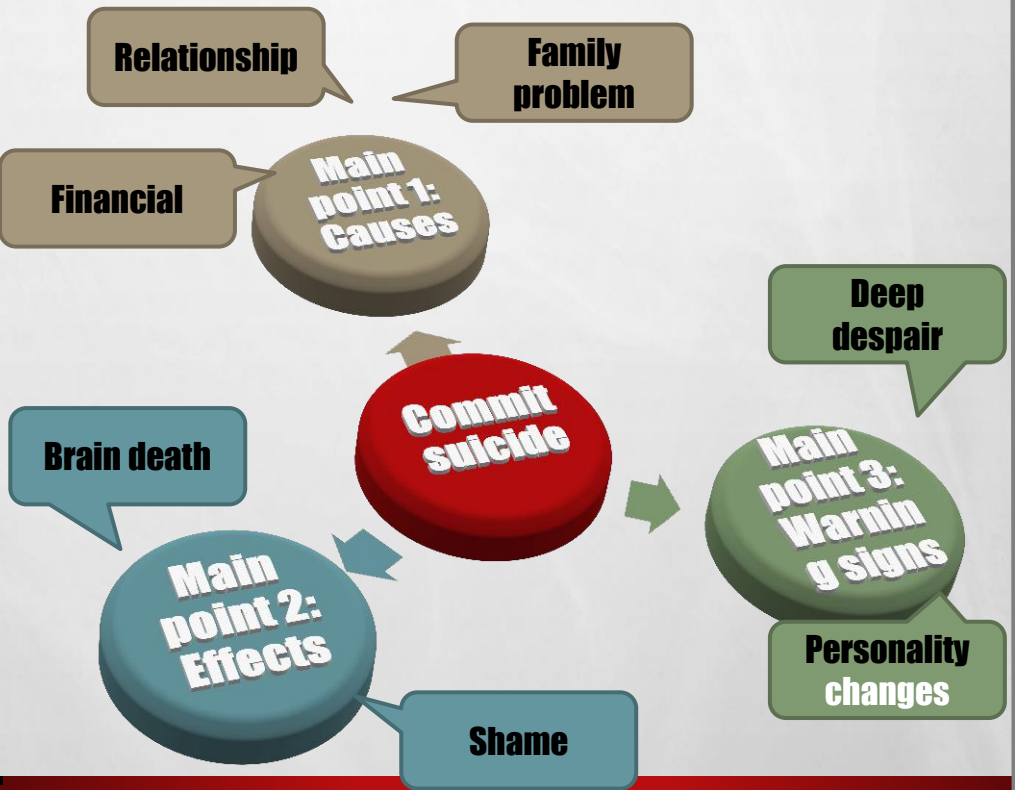 Relationship
Family
problem
Financial
Main
point 1:
Causes
Commit
suicide
Deep
despair
Main
point 3:
Warnin
g signs
Personality
changes
Brain death
Main
point 2:
Effects
Shame